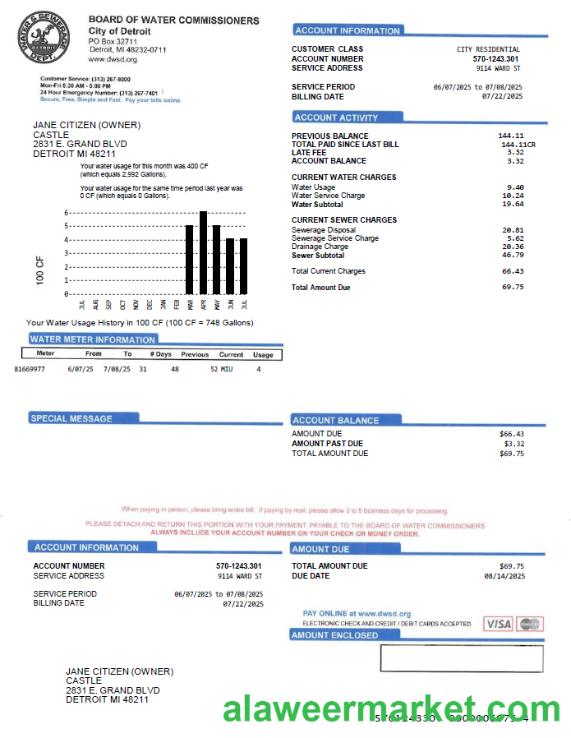 WATER & SEWERAGE
DETROIT
DEPT.
BOARD OF WATER COMMISSIONERS
City of Detroit
PO Box 32711
Detroit, MI 48232-0711
www.dwsd.org
Customer Service: (313) 267-8000
Mon-Fri 8:30 AM - 5:00 PM
24 Hour Emergency Number: (313) 267-7401
Secure, Free, Simple and Fast. Pay your bills online.
JANE CITIZEN (OWNER)
CASTLE
2831 E. GRAND BLVD
DETROIT MI 48211
Your water usage for this month was 400 CF
(which equals 2,992 Gallons).
Your water usage for the same time period last year was
0 CF (which equals 0 Gallons).
100 CF
6
5
4
3
2
1
0
JUL AUG SEP OCT NOV DEC JAN FEB MAR APR MAY JUN JUL
Your Water Usage History in 100 CF (100 CF = 748 Gallons)
ACCOUNT INFORMATION
CUSTOMER CLASS CITY RESIDENTIAL
ACCOUNT NUMBER 570-1243.301
SERVICE ADDRESS 9114 WARD ST
SERVICE PERIOD 06/07/2025 to 07/08/2025
BILLING DATE 07/22/2025
ACCOUNT ACTIVITY
PREVIOUS BALANCE 144.11
TOTAL PAID SINCE LAST BILL 144.11CR
LATE FEE 3.32
ACCOUNT BALANCE 3.32
CURRENT WATER CHARGES
Water Usage 9.40
Water Service Charge 10.24
Water Subtotal 19.64
CURRENT SEWER CHARGES
Sewerage Disposal 20.81
Sewerage Service Charge 5.62
Drainage Charge 20.36
Sewer Subtotal 46.79
Total Current Charges 66.43
Total Amount Due 69.75
WATER METER INFORMATION
Meter From To # Days Previous Current Usage
81669977 6/07/25 7/08/25 31 48 52 MIU 4
SPECIAL MESSAGE
ACCOUNT BALANCE
AMOUNT DUE $66.43
AMOUNT PAST DUE $3.32
TOTAL AMOUNT DUE $69.75
When paying in person, please bring entire bill. If paying by mail, please allow 3 to 5 business days for processing
PLEASE DETACH AND RETURN THIS PORTION WITH YOUR PAYMENT. PAYABLE TO THE BOARD OF WATER COMMISSIONERS
ALWAYS INCLUDE YOUR ACCOUNT NUMBER ON YOUR CHECK OR MONEY ORDER.
ACCOUNT INFORMATION
ACCOUNT NUMBER 570-1243.301
SERVICE ADDRESS 9114 WARD ST
SERVICE PERIOD 06/07/2025 to 07/08/2025
BILLING DATE 07/22/2025
AMOUNT DUE
TOTAL AMOUNT DUE $69.75
DUE DATE 08/14/2025
PAY ONLINE at www.dwsd.org
ELECTRONIC CHECK AND CREDIT / DEBIT CARDS ACCEPTED
VISA
AMOUNT ENCLOSED
JANE CITIZEN (OWNER)
CASTLE
2831 E. GRAND BLVD
DETROIT MI 48211
alaweermarket.com